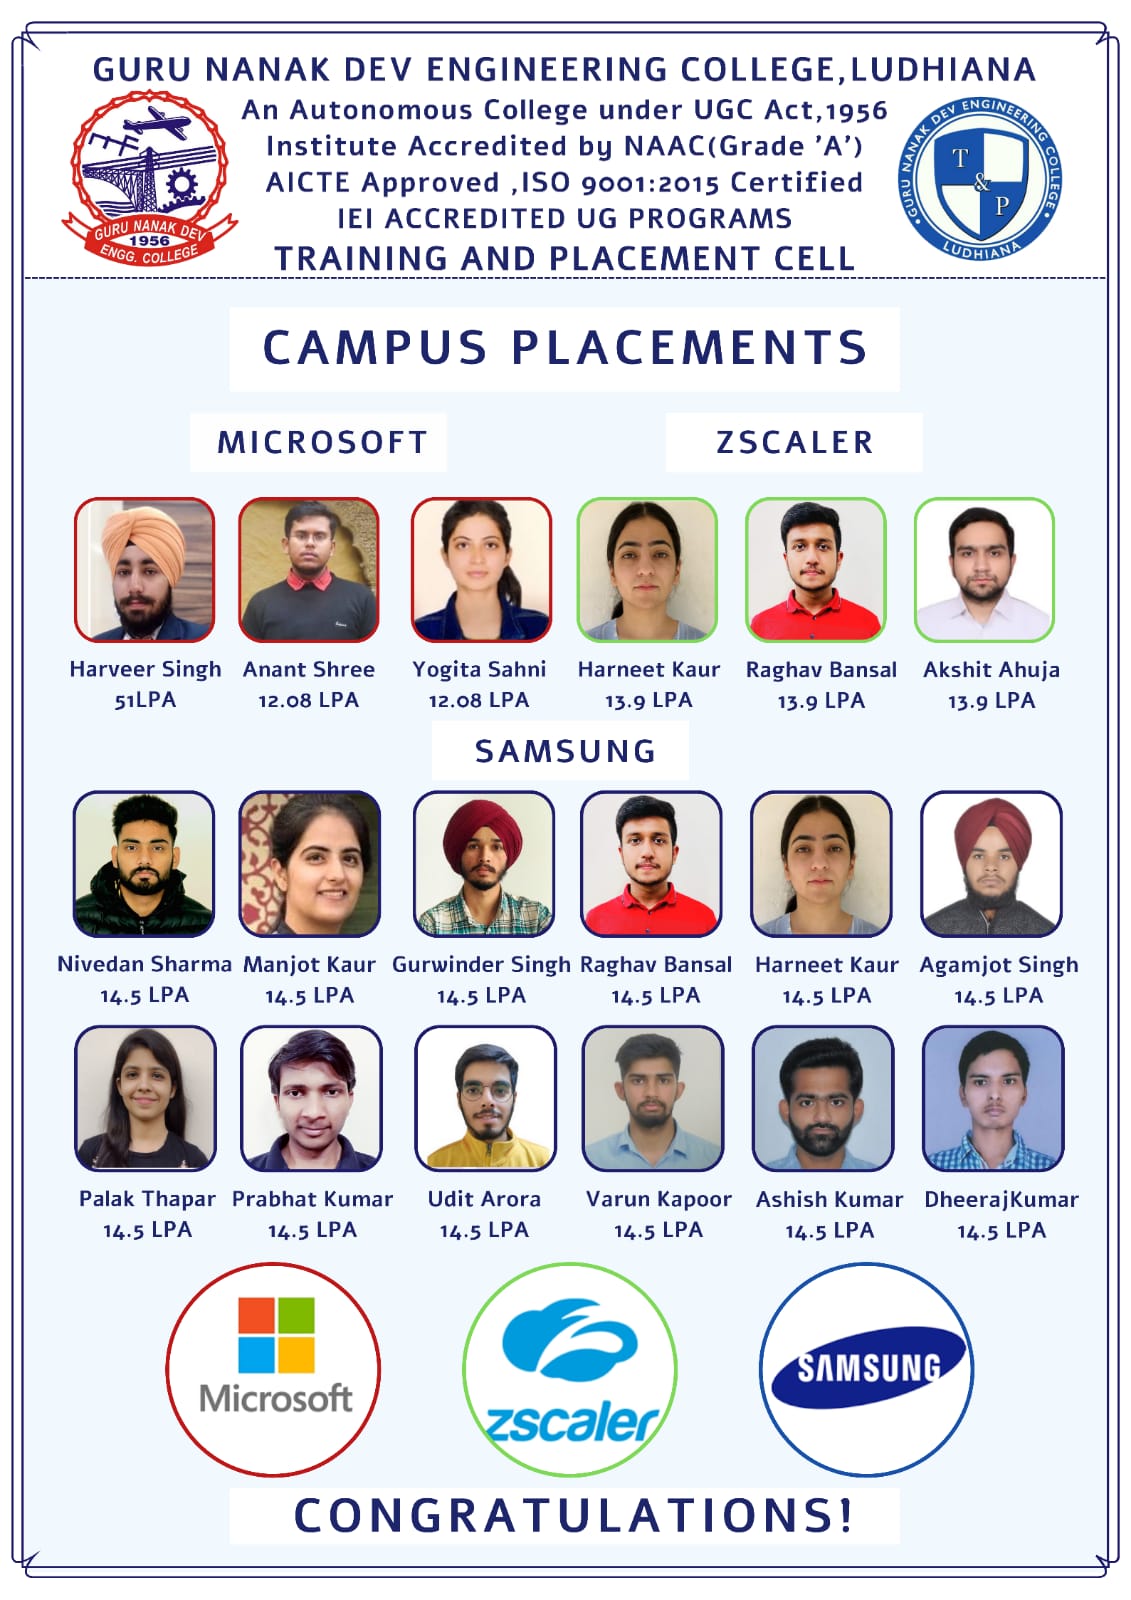 GURU NANAK DEV ENGINEERING COLLEGE,LUDHIANA
An Autonomous College under UGC Act,1956
Institute Accredited by NAAC(Grade 'A')
AICTE Approved ,ISO 9001:2015 Certified
IEI ACCREDITED UG PROGRAMS
TRAINING AND PLACEMENT CELL
GURU NANAK DEV
1956
ENGG. COLLEGE
GURU NANAK DEV ENGINEERING COLLEGE
T & P
LUDHIANA
CAMPUS PLACEMENTS
MICROSOFT
ZSCALER
Harveer Singh Anant Shree Yogita Sahni Harneet Kaur Raghav Bansal Akshit Ahuja
51LPA 12.08 LPA 12.08 LPA 13.9 LPA 13.9 LPA 13.9 LPA
SAMSUNG
Nivedan Sharma Manjot Kaur Gurwinder Singh Raghav Bansal Harneet Kaur Agamjot Singh
14.5 LPA 14.5 LPA 14.5 LPA 14.5 LPA 14.5 LPA 14.5 LPA
Palak Thapar Prabhat Kumar Udit Arora Varun Kapoor Ashish Kumar DheerajKumar
14.5 LPA 14.5 LPA 14.5 LPA 14.5 LPA 14.5 LPA 14.5 LPA
Microsoft
zscaler
SAMSUNG
CONGRATULATIONS!